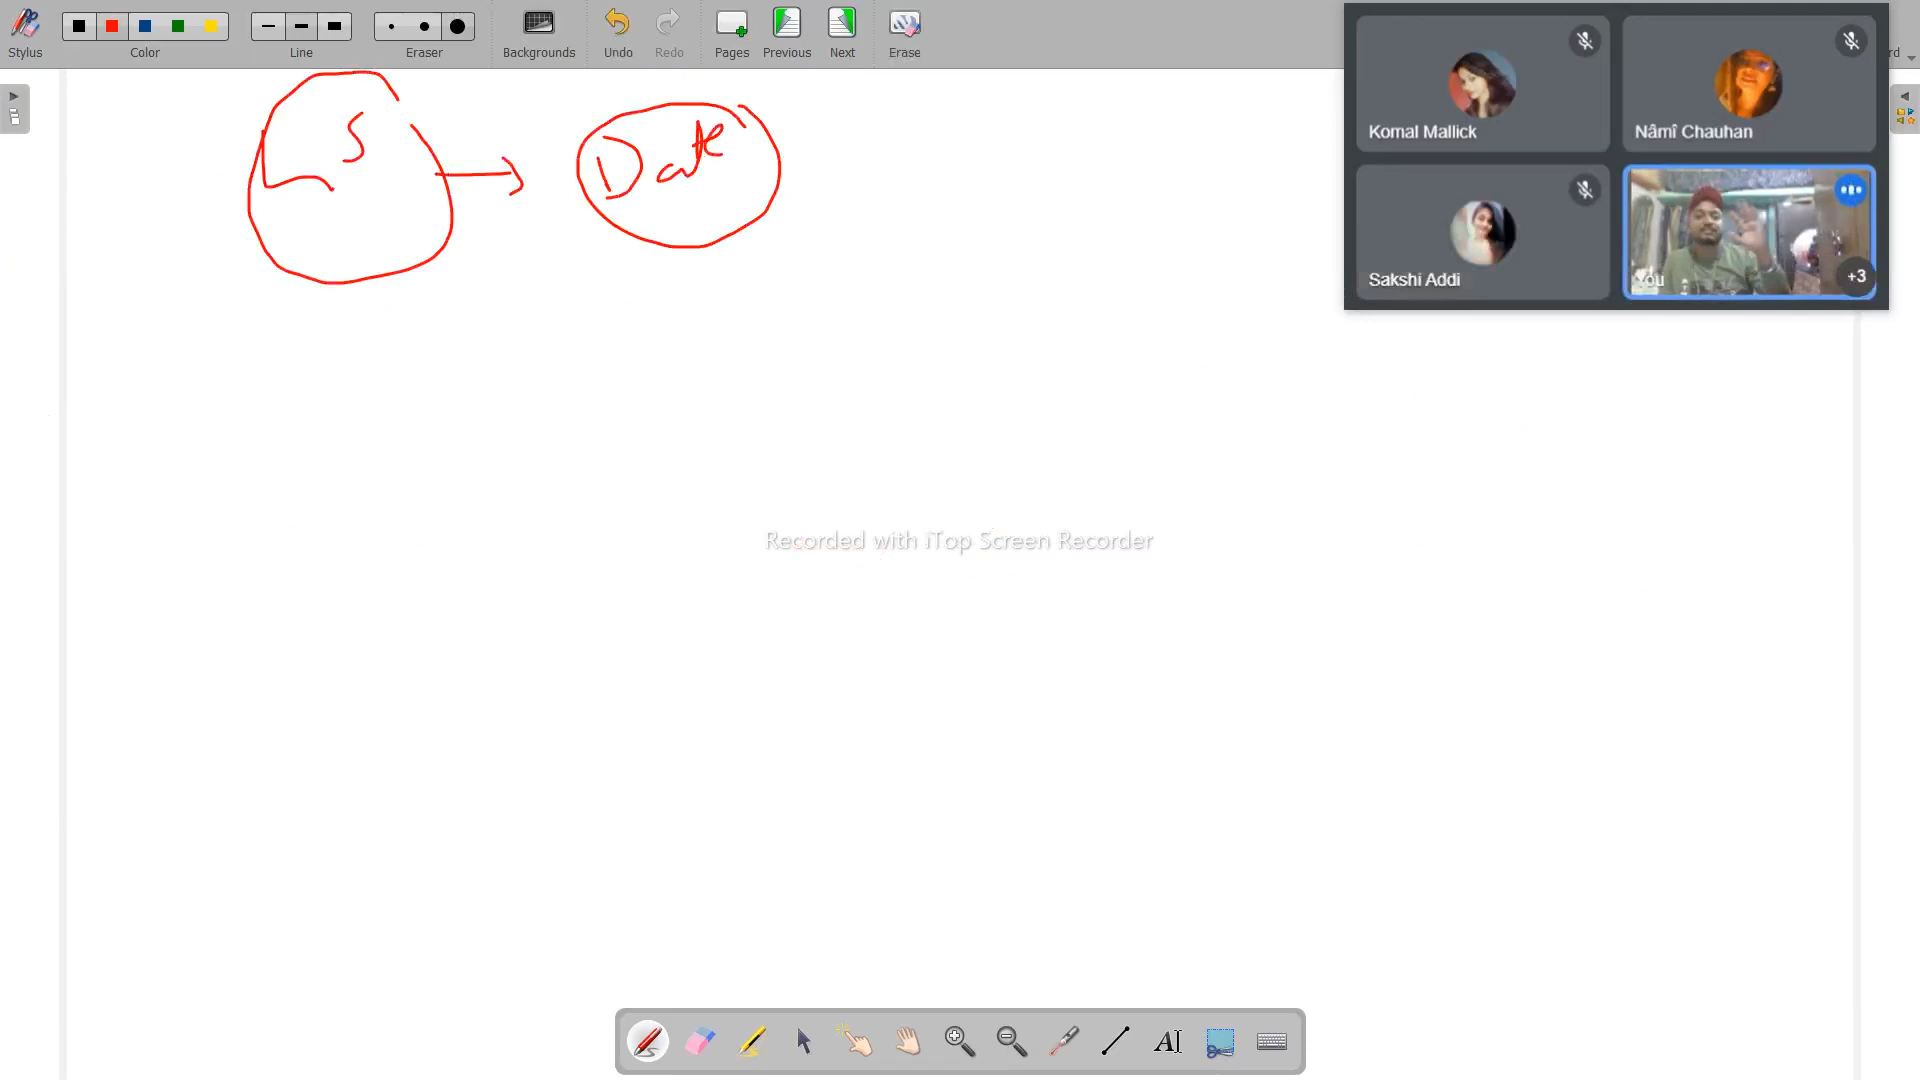 Stylus
Color
Line
Eraser
Backgrounds
Undo
Redo
Pages
Previous
Next
Erase
rd
Komal Mallick
Nâmî Chauhan
Sakshi Addi
You
+3
S
Date
Recorded with iTop Screen Recorder